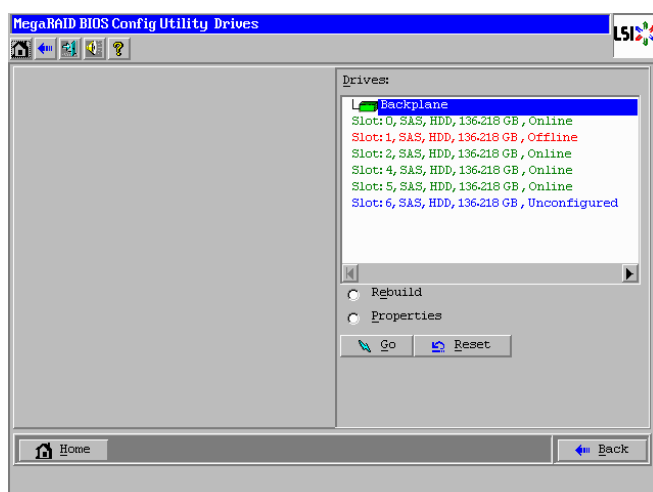 MegaRAID BIOS Config Utility Drives
LSI
?
Drives:
Backplane
Slot: 0, SAS, HDD, 136.218 GB , Online
Slot: 1, SAS, HDD, 136.218 GB , Offline
Slot: 2, SAS, HDD, 136.218 GB , Online
Slot: 4, SAS, HDD, 136.218 GB , Online
Slot: 5, SAS, HDD, 136.218 GB , Online
Slot: 6, SAS, HDD, 136.218 GB , Unconfigured
Rebuild
Properties
Go Reset
Home Back